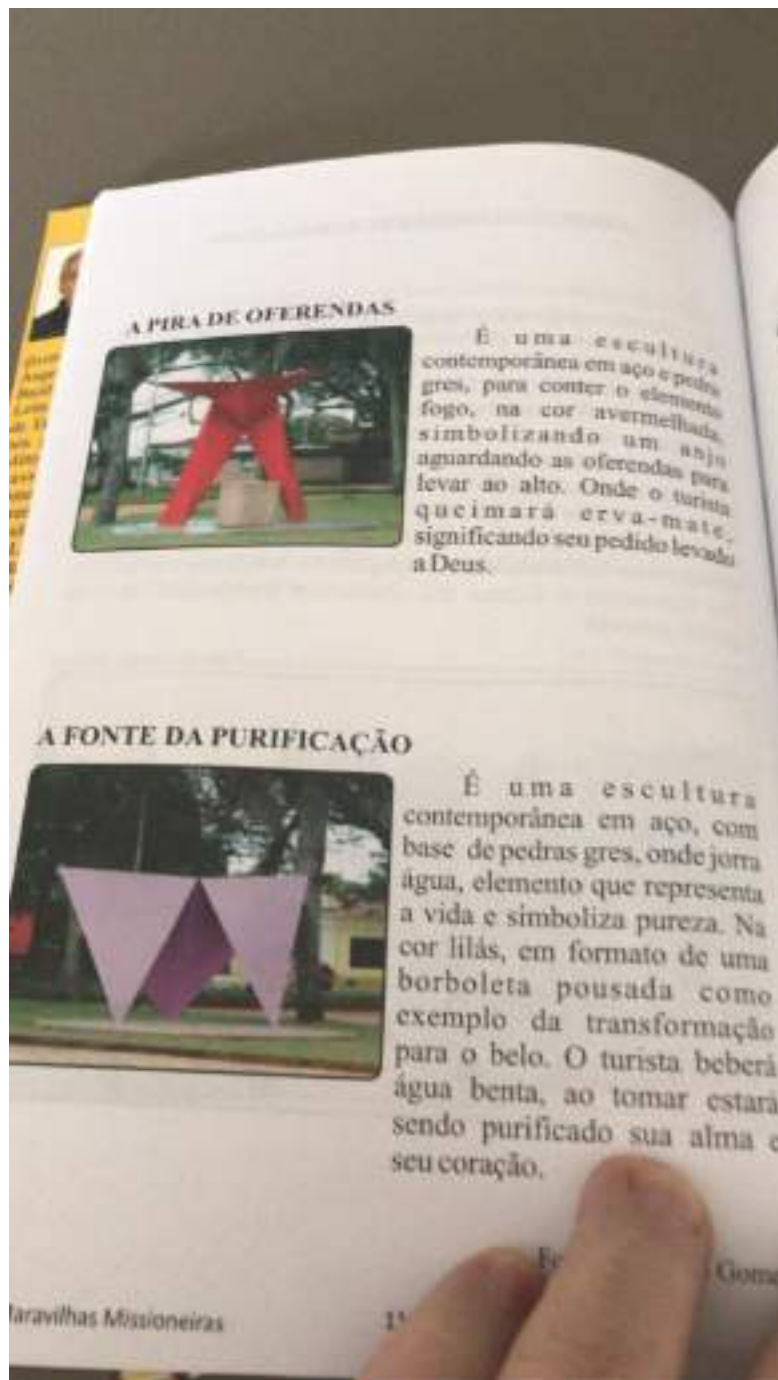 A PIRA DE OFERENDAS
É uma escultura
contemporânea em aço e pedra
gres, para conter o elemento
fogo, na cor avermelhada,
simbolizando um anjo
aguardando as oferendas para
levar ao alto. Onde o turista
queimará erva-mate,
significando seu pedido levado
a Deus.
A FONTE DA PURIFICAÇÃO
É uma escultura
contemporânea em aço, com
base de pedras gres, onde jorra
água, elemento que representa
a vida e simboliza pureza. Na
cor lilás, em formato de uma
borboleta pousada como
exemplo da transformação
para o belo. O turista beberá
água benta, ao tomar estará
sendo purificado sua alma e
seu coração.
Maravilhas Missioneiras